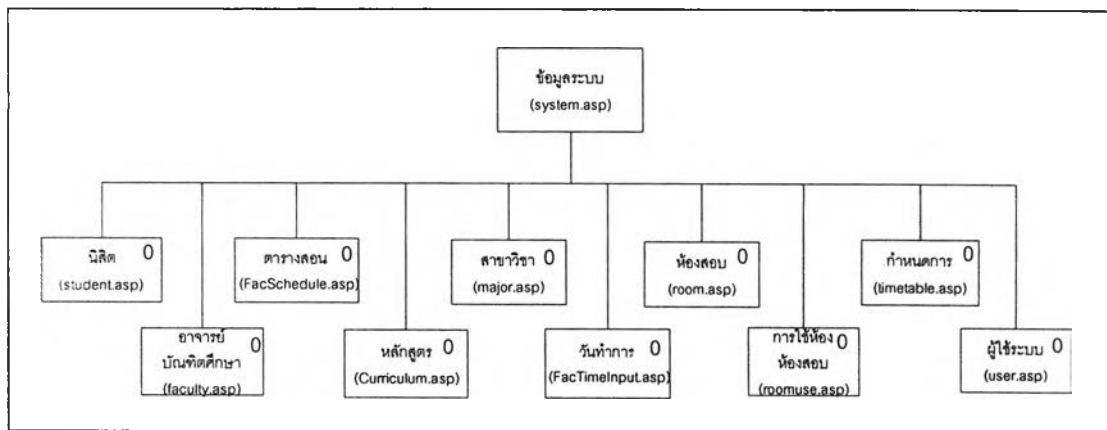 ข้อมูลระบบ
(system.asp)
นิสิต 0
(student.asp)
ตารางสอน 0
(FacSchedule.asp)
สาขาวิชา 0
(major.asp)
ห้องสอบ 0
(room.asp)
กำหนดการ 0
(timetable.asp)
อาจารย์
บัณฑิตศึกษา 0
(faculty.asp)
หลักสูตร 0
(Curriculum.asp)
วันทำการ 0
(FacTimeInput.asp)
การใช้ห้อง 0
ห้องสอบ
(roomuse.asp)
ผู้ใช้ระบบ 0
(user.asp)